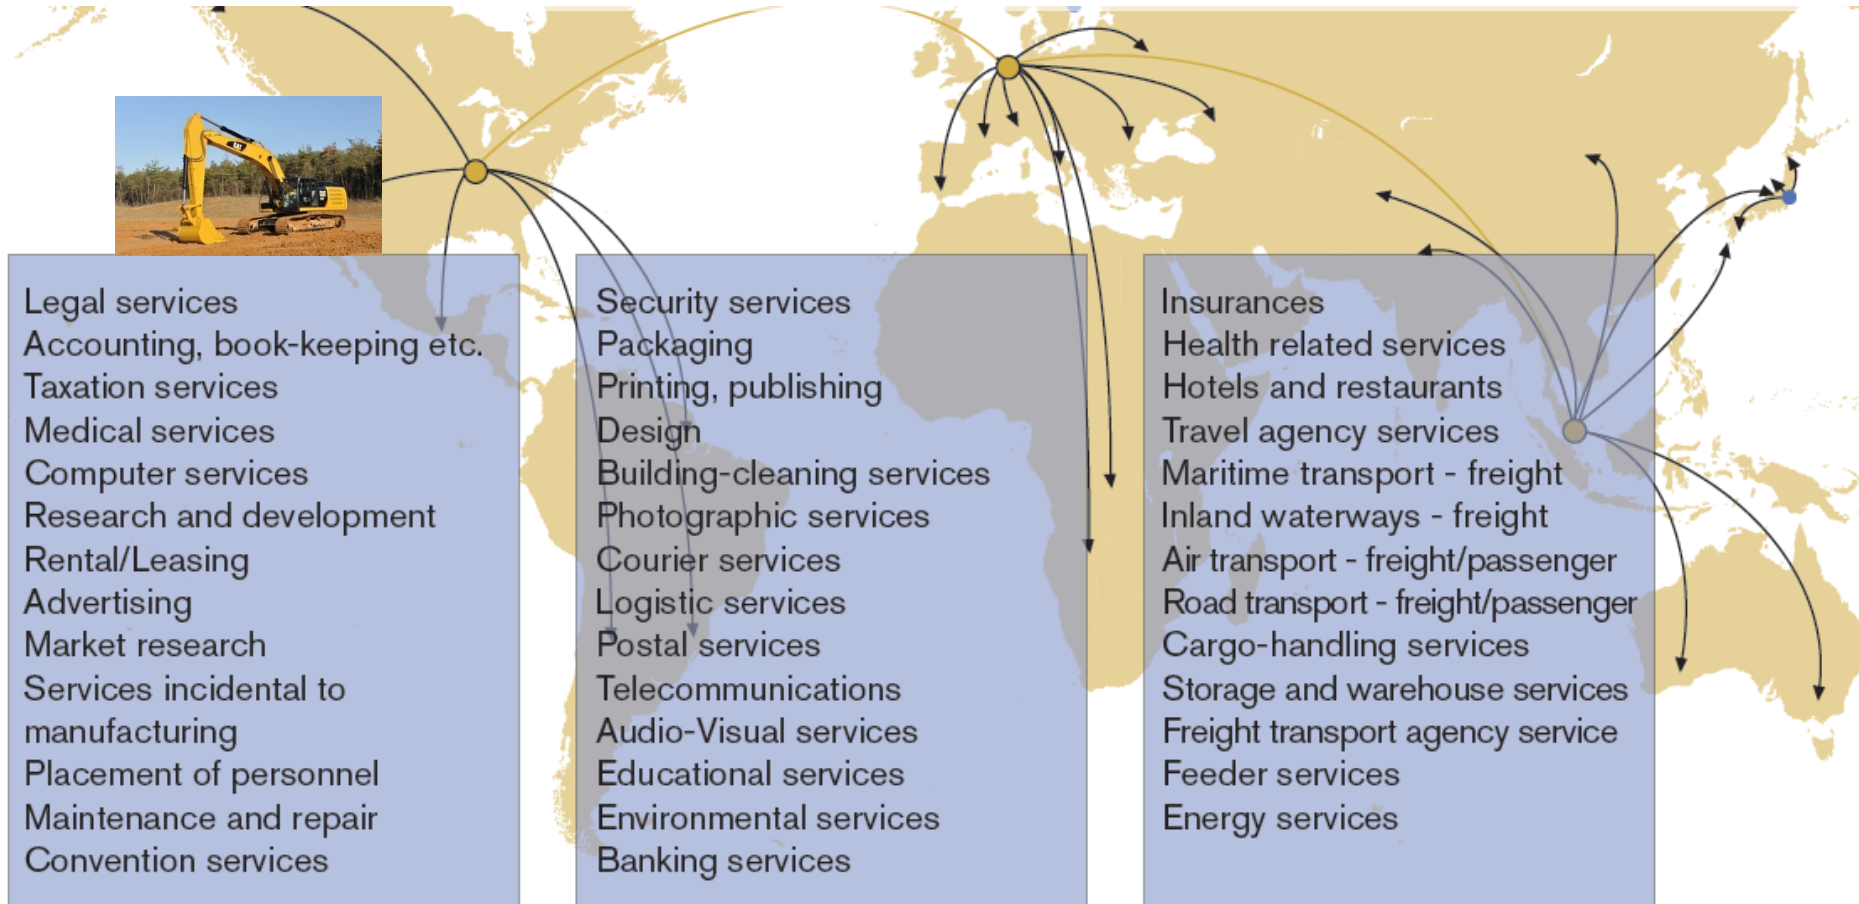 CAT
Legal services
Accounting, book-keeping etc.
Taxation services
Medical services
Computer services
Research and development
Rental/Leasing
Advertising
Market research
Services incidental to
manufacturing
Placement of personnel
Maintenance and repair
Convention services
Security services
Packaging
Printing, publishing
Design
Building-cleaning services
Photographic services
Courier services
Logistic services
Postal services
Telecommunications
Audio-Visual services
Educational services
Environmental services
Banking services
Insurances
Health related services
Hotels and restaurants
Travel agency services
Maritime transport - freight
Inland waterways - freight
Air transport - freight/passenger
Road transport - freight/passenger
Cargo-handling services
Storage and warehouse services
Freight transport agency service
Feeder services
Energy services